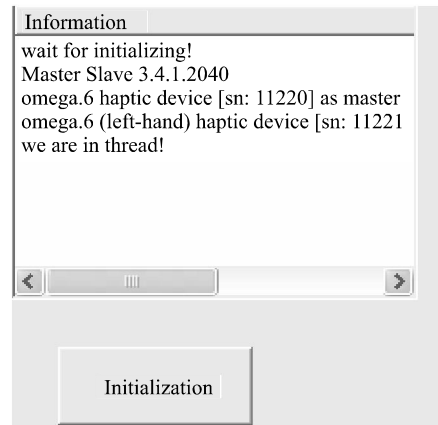 Information
wait for initializing!
Master Slave 3.4.1.2040
omega.6 haptic device [sn: 11220] as master
omega.6 (left-hand) haptic device [sn: 11221
we are in thread!
Initialization